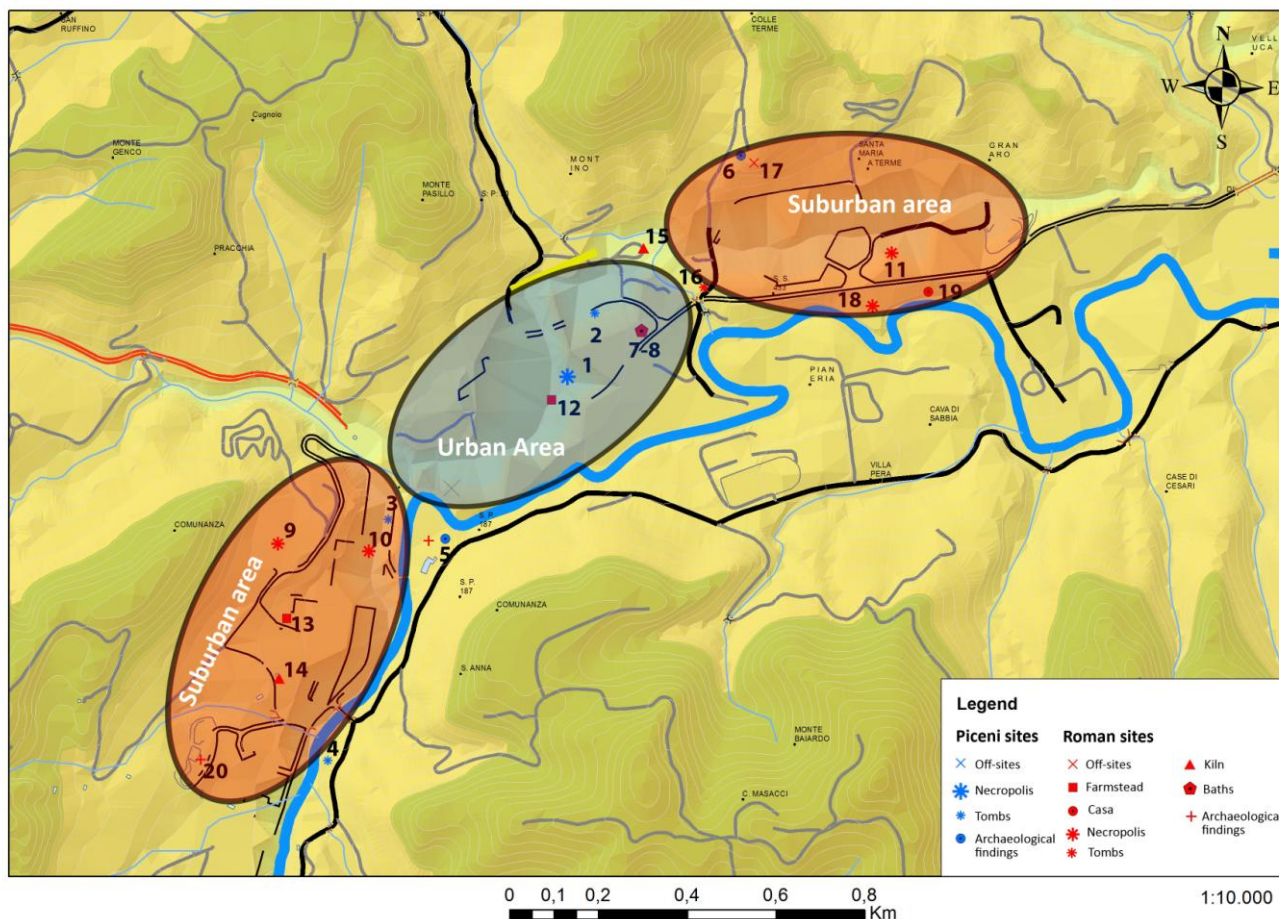 SAN
RUFFINO
COLLE
TERME
VELL
UCA
N
W
E
S
Cugnolo
MONTE
GENCO
MONT
INO
MONTE
PASILLO
PRACCHIA
SANTA
MARIA
A TERME
GRAN
ARO
6
17
Suburban area
DI
15
11
16
S. S.
433
18
19
2
7-8
1
12
PIAN
ERIA
Urban Area
CAVA DI
SABBIA
VILLA
PERA
CASE DI
CESARI
S. P.
187
COMUNANZA
3
9
10
5
S. P.
187
COMUNANZA
Suburban area
13
14
S. ANNA
4
20
MONTE
BAIARDO
C. MASACCI
Legend
Piceni sites
Off-sites
Necropolis
Tombs
Archaeological
findings
Roman sites
Off-sites
Farmstead
Casa
Necropolis
Tombs
Kiln
Baths
Archaeological
findings
0 0,1 0,2 0,4 0,6 0,8
Km
1:10.000